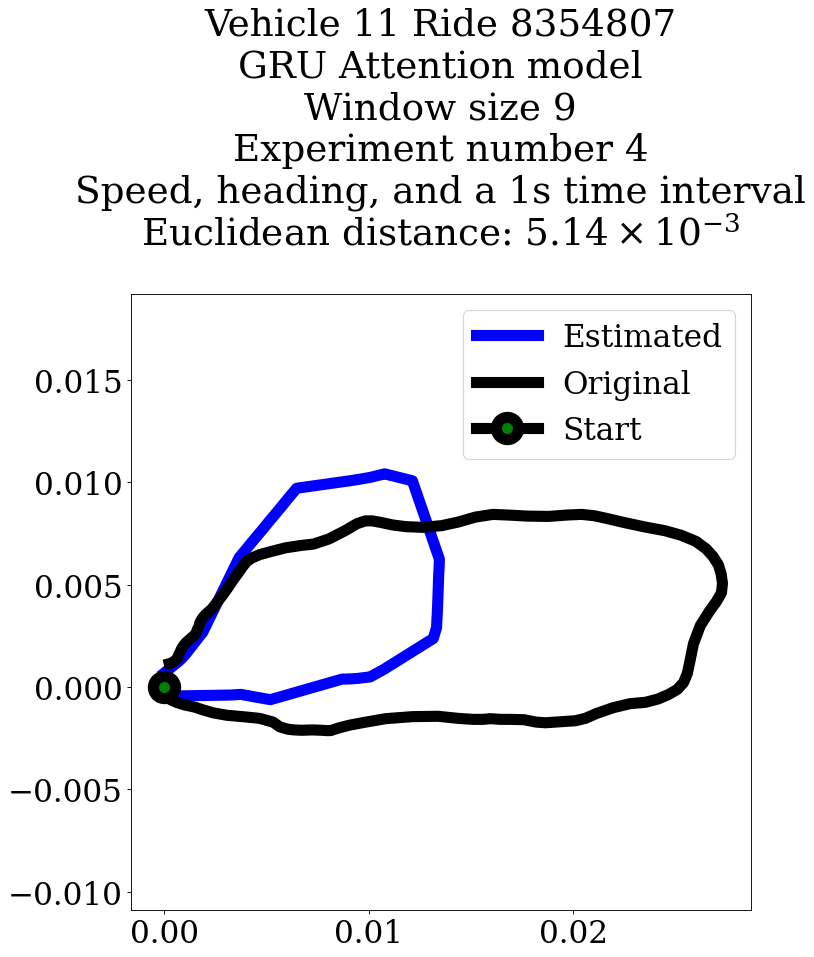 Vehicle 11 Ride 8354807
GRU Attention model
Window size 9
Experiment number 4
Speed, heading, and a 1s time interval
Euclidean distance: 5.14 × 10⁻³
Estimated
Original
Start
0.015
0.010
0.005
0.000
−0.005
−0.010
0.00 0.01 0.02